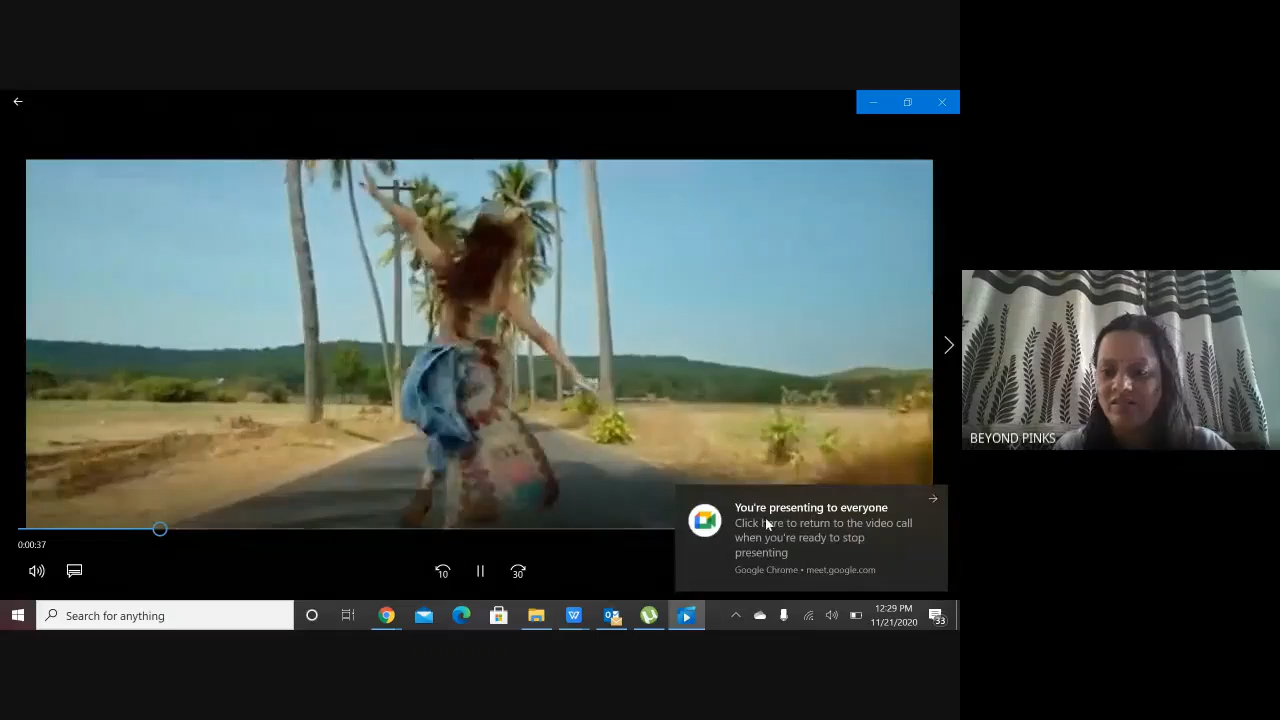 BEYOND PINKS
You're presenting to everyone
Click here to return to the video call
when you're ready to stop
presenting
Google Chrome • meet.google.com
0:00:37
10
30
Search for anything
12:29 PM
11/21/2020
33